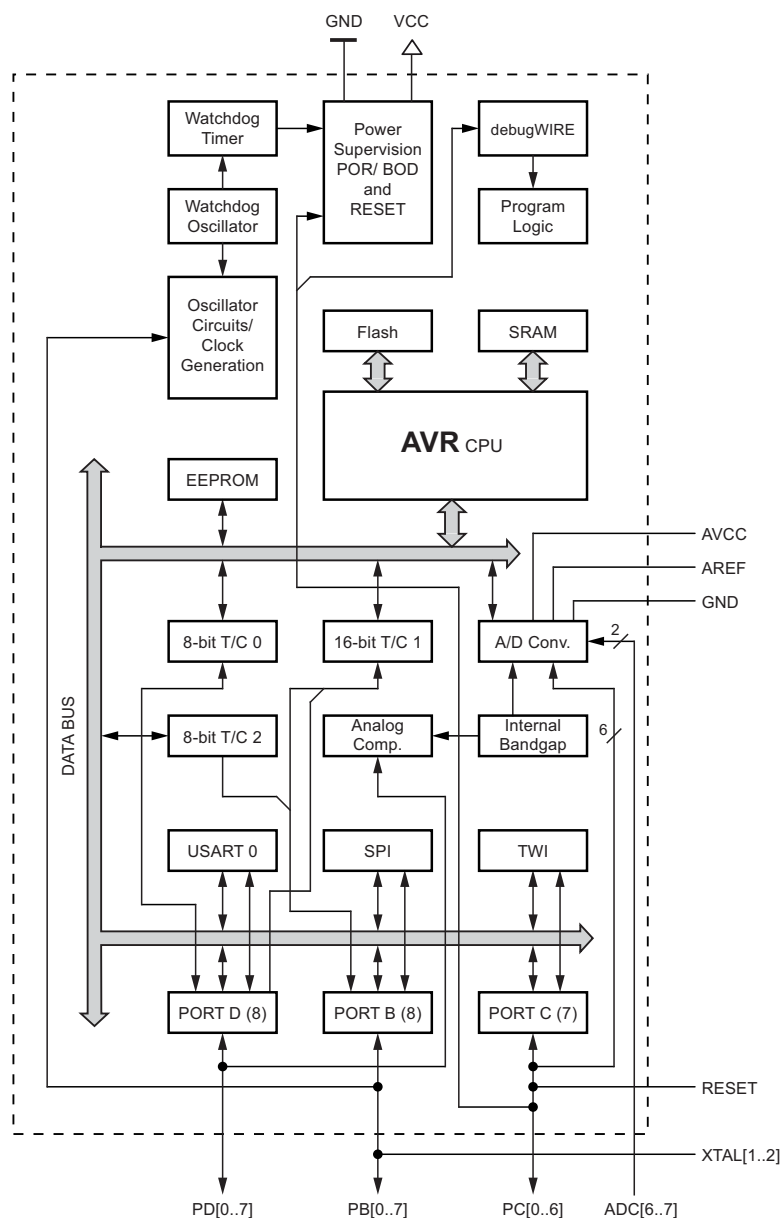 GND
VCC
Watchdog
Timer
Power
Supervision
POR/ BOD
and
RESET
debugWIRE
Watchdog
Oscillator
Program
Logic
Oscillator
Circuits/
Clock
Generation
Flash
SRAM
AVR CPU
EEPROM
AVCC
AREF
GND
8-bit T/C 0
16-bit T/C 1
A/D Conv.
2
DATA BUS
8-bit T/C 2
Analog
Comp.
Internal
Bandgap
6
USART 0
SPI
TWI
PORT D (8)
PORT B (8)
PORT C (7)
RESET
XTAL[1..2]
PD[0..7]
PB[0..7]
PC[0..6]
ADC[6..7]